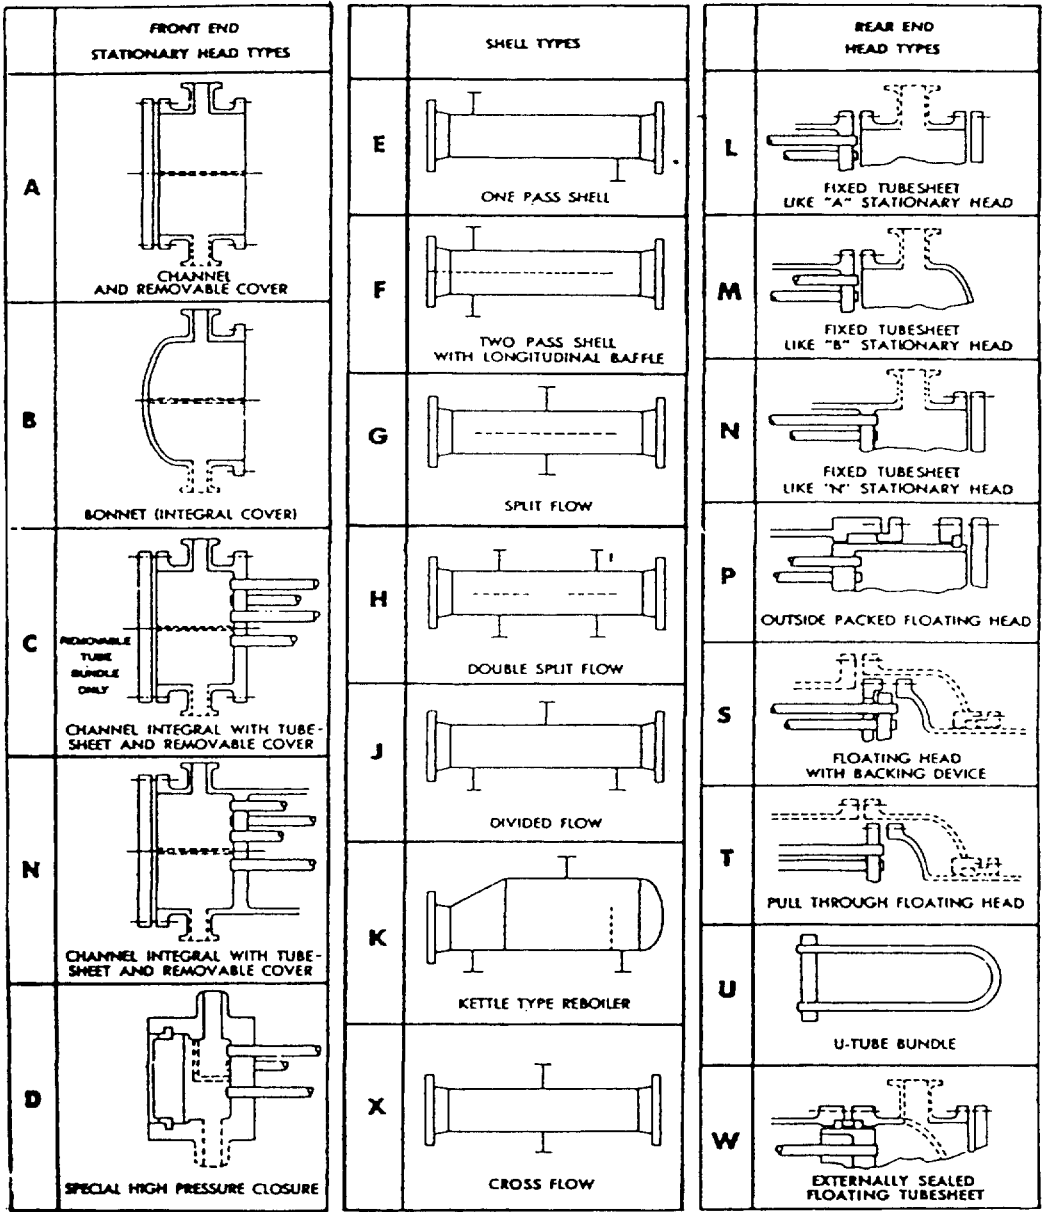 FRONT END
STATIONARY HEAD TYPES
A
CHANNEL
AND REMOVABLE COVER
B
BONNET (INTEGRAL COVER)
C
REMOVABLE
TUBE
BUNDLE
ONLY
CHANNEL INTEGRAL WITH TUBE-
SHEET AND REMOVABLE COVER
N
CHANNEL INTEGRAL WITH TUBE-
SHEET AND REMOVABLE COVER
D
SPECIAL HIGH PRESSURE CLOSURE
SHELL TYPES
E
ONE PASS SHELL
F
TWO PASS SHELL
WITH LONGITUDINAL BAFFLE
G
SPLIT FLOW
H
DOUBLE SPLIT FLOW
J
DIVIDED FLOW
K
KETTLE TYPE REBOILER
X
CROSS FLOW
REAR END
HEAD TYPES
L
FIXED TUBESHEET
LIKE "A" STATIONARY HEAD
M
FIXED TUBESHEET
LIKE "B" STATIONARY HEAD
N
FIXED TUBESHEET
LIKE "N" STATIONARY HEAD
P
OUTSIDE PACKED FLOATING HEAD
S
FLOATING HEAD
WITH BACKING DEVICE
T
PULL THROUGH FLOATING HEAD
U
U-TUBE BUNDLE
W
EXTERNALLY SEALED
FLOATING TUBESHEET